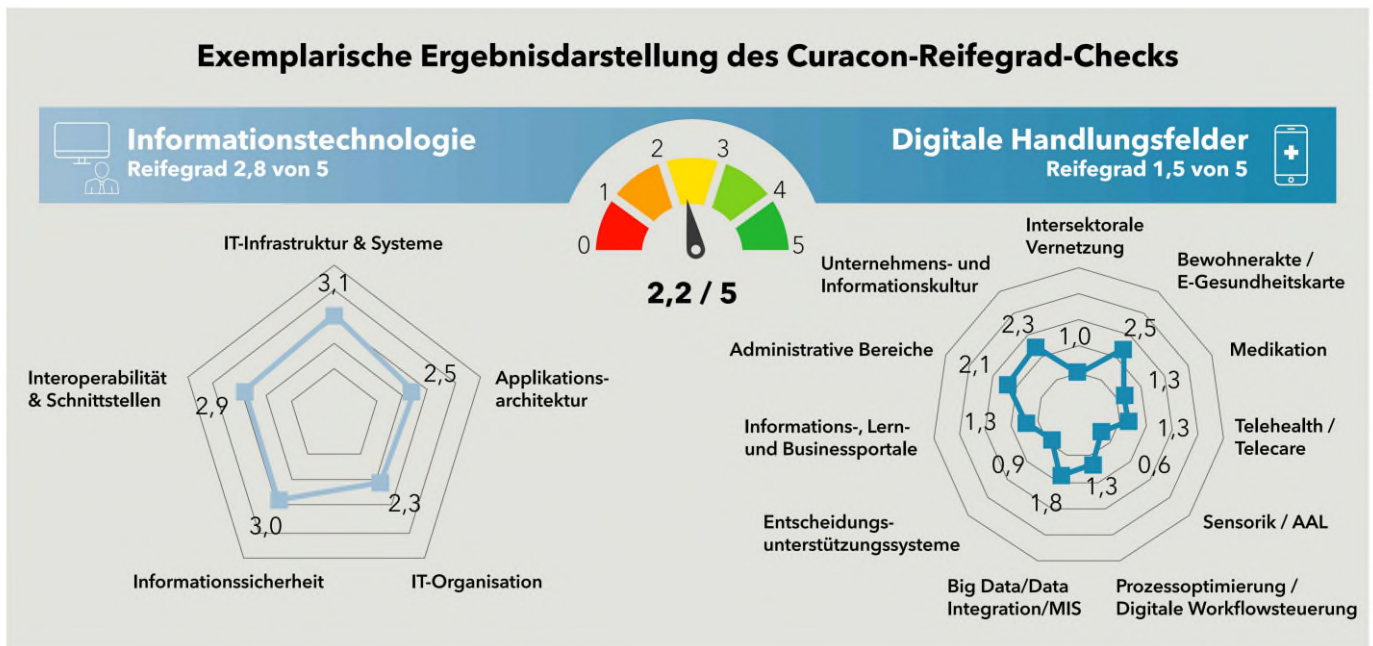 Exemplarische Ergebnisdarstellung des Curacon-Reifegrad-Checks
Informationstechnologie
Reifegrad 2,8 von 5
0
1
2
3
4
5
2,2 / 5
Digitale Handlungsfelder
Reifegrad 1,5 von 5
IT-Infrastruktur & Systeme
3,1
Applikations-
architektur
2,5
IT-Organisation
2,3
Informationssicherheit
3,0
Interoperabilität
& Schnittstellen
2,9
Intersektorale
Vernetzung
1,0
Bewohnerakte /
E-Gesundheitskarte
2,5
Medikation
1,3
Telehealth /
Telecare
1,3
Sensorik / AAL
0,6
Prozessoptimierung /
Digitale Workflowsteuerung
1,3
Big Data/Data
Integration/MIS
1,8
Entscheidungs-
unterstützungssysteme
0,9
Informations-, Lern-
und Businessportale
1,3
Administrative Bereiche
2,1
Unternehmens- und
Informationskultur
2,3